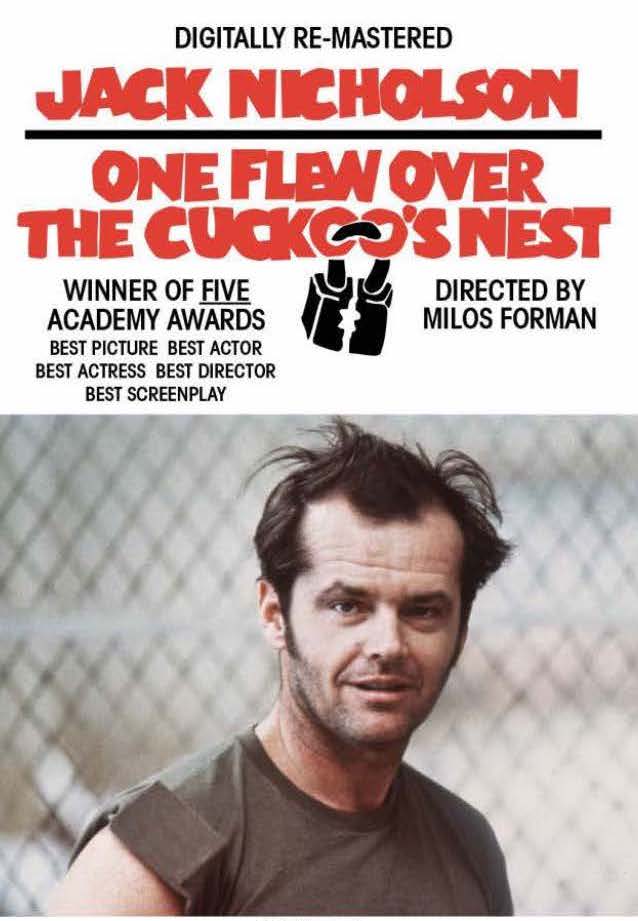 DIGITALLY RE-MASTERED
JACK NICHOLSON
ONE FLEW OVER
THE CUCKOO'S NEST
WINNER OF FIVE
ACADEMY AWARDS
BEST PICTURE BEST ACTOR
BEST ACTRESS BEST DIRECTOR
BEST SCREENPLAY
DIRECTED BY
MILOS FORMAN